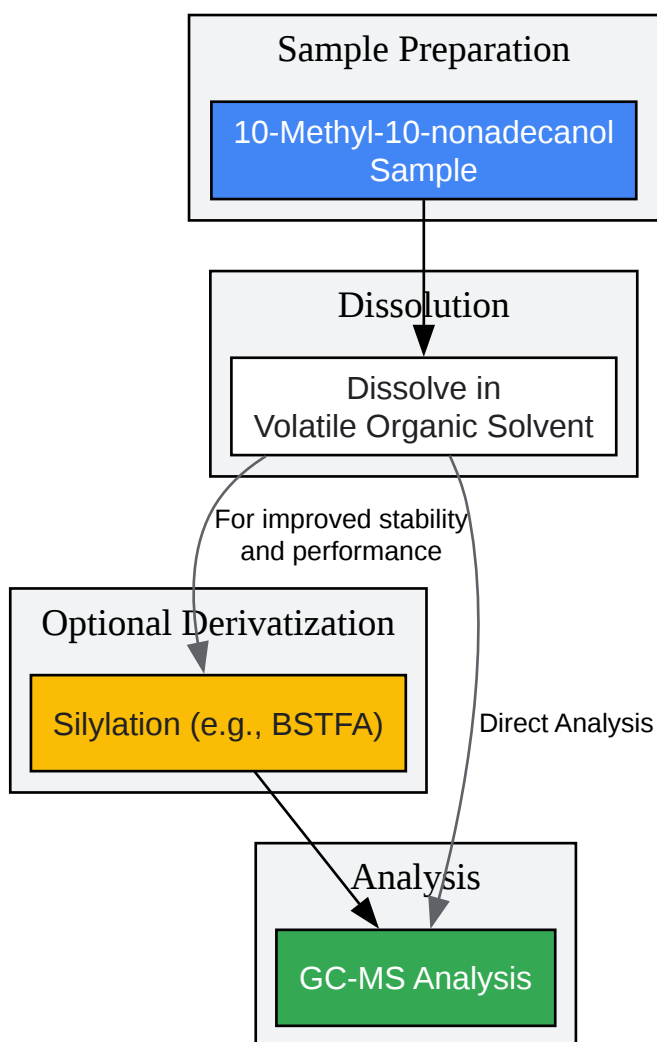 Sample Preparation
10-Methyl-10-nonadecanol
Sample
Dissolution
Dissolve in
Volatile Organic Solvent
For improved stability
and performance
Optional Derivatization
Silylation (e.g., BSTFA)
Direct Analysis
Analysis
GC-MS Analysis